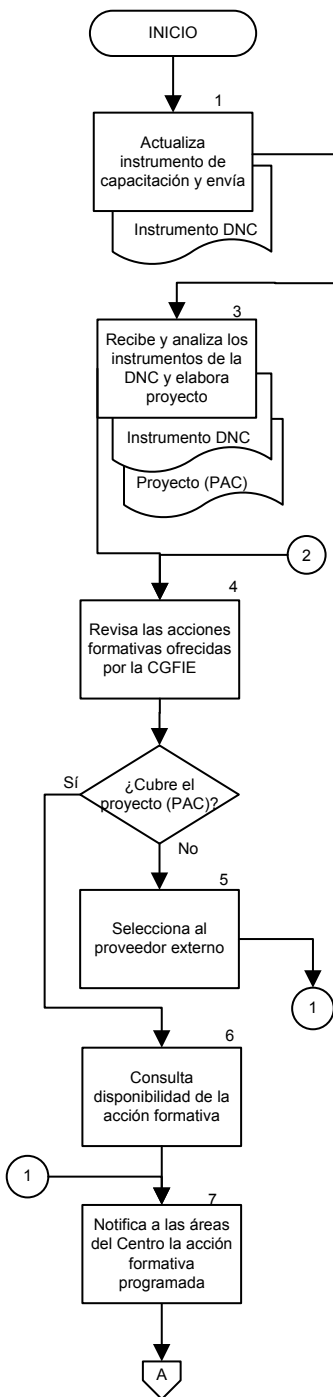 INICIO
1
Actualiza
instrumento de
capacitación y envía
Instrumento DNC
3
Recibe y analiza los
instrumentos de la
DNC y elabora
proyecto
Instrumento DNC
Proyecto (PAC)
2
4
Revisa las acciones
formativas ofrecidas
por la CGFIE
¿Cubre el
proyecto (PAC)?
Sí
No
5
Selecciona al
proveedor externo
1
6
Consulta
disponibilidad de la
acción formativa
1
7
Notifica a las áreas
del Centro la acción
formativa
programada
A